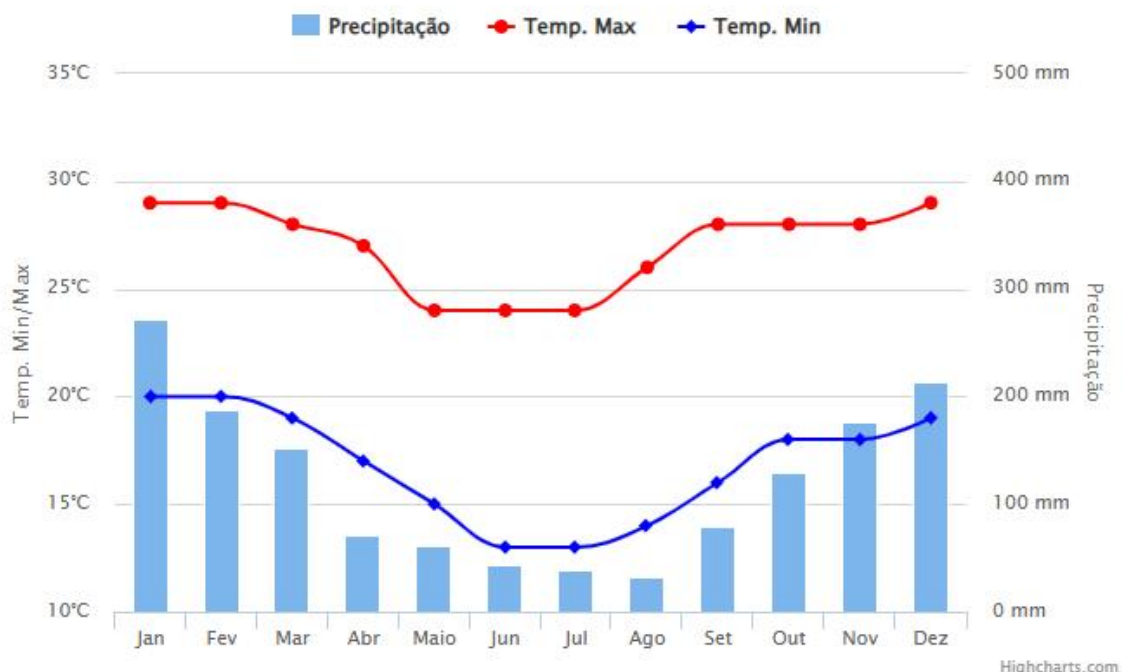 Precipitação Temp. Max Temp. Min
35°C 500 mm
30°C 400 mm
25°C 300 mm
20°C 200 mm
15°C 100 mm
10°C 0 mm
Temp. Min/Max
Precipitação
Jan Fev Mar Abr Maio Jun Jul Ago Set Out Nov Dez
Highcharts.com